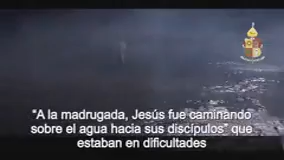 “A la madrugada, Jesús fue caminando
sobre el agua hacia sus discípulos” que
estaban en dificultades